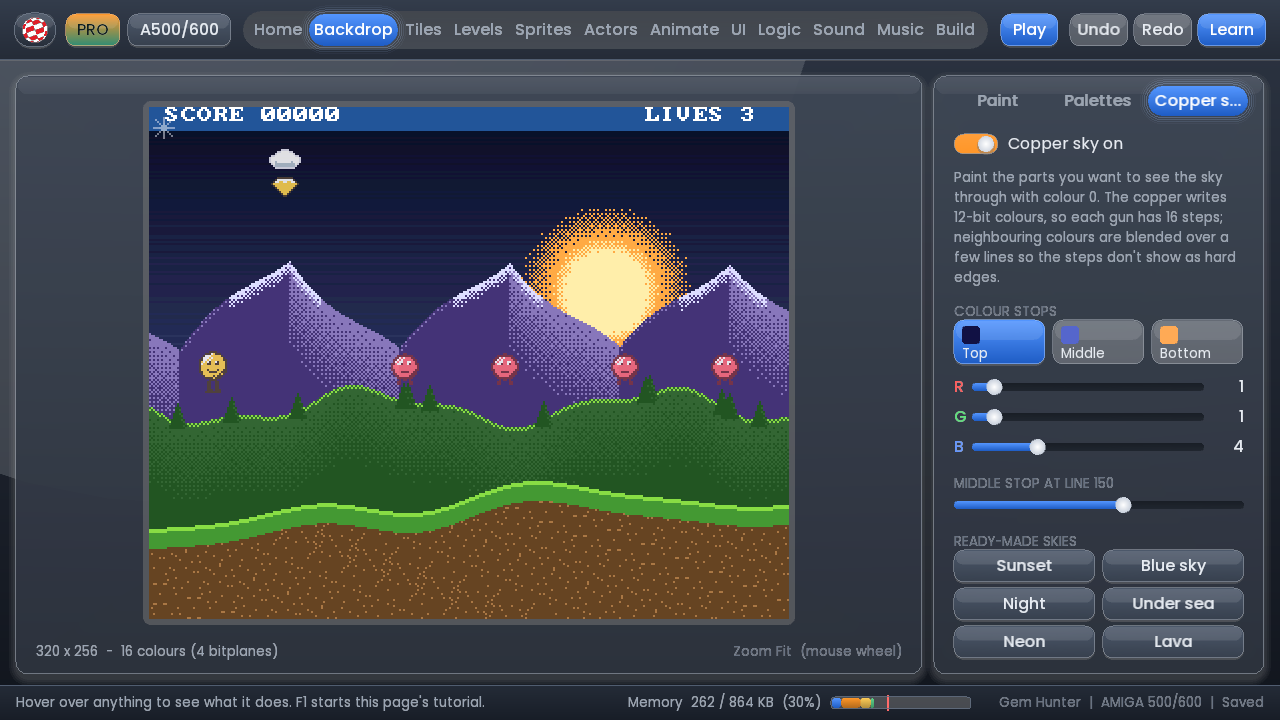 PRO A500/600 Home Backdrop Tiles Levels Sprites Actors Animate UI Logic Sound Music Build Play Undo Redo Learn
SCORE 00000 LIVES 3
320 x 256 - 16 colours (4 bitplanes) Zoom Fit (mouse wheel)
Paint Palettes Copper s...
Copper sky on
Paint the parts you want to see the sky
through with colour 0. The copper writes
12-bit colours, so each gun has 16 steps;
neighbouring colours are blended over a
few lines so the steps don't show as hard
edges.
COLOUR STOPS
Top Middle Bottom
R 1
G 1
B 4
MIDDLE STOP AT LINE 150
READY-MADE SKIES
Sunset Blue sky
Night Under sea
Neon Lava
Hover over anything to see what it does. F1 starts this page's tutorial. Memory 262 / 864 KB (30%) Gem Hunter | AMIGA 500/600 | Saved